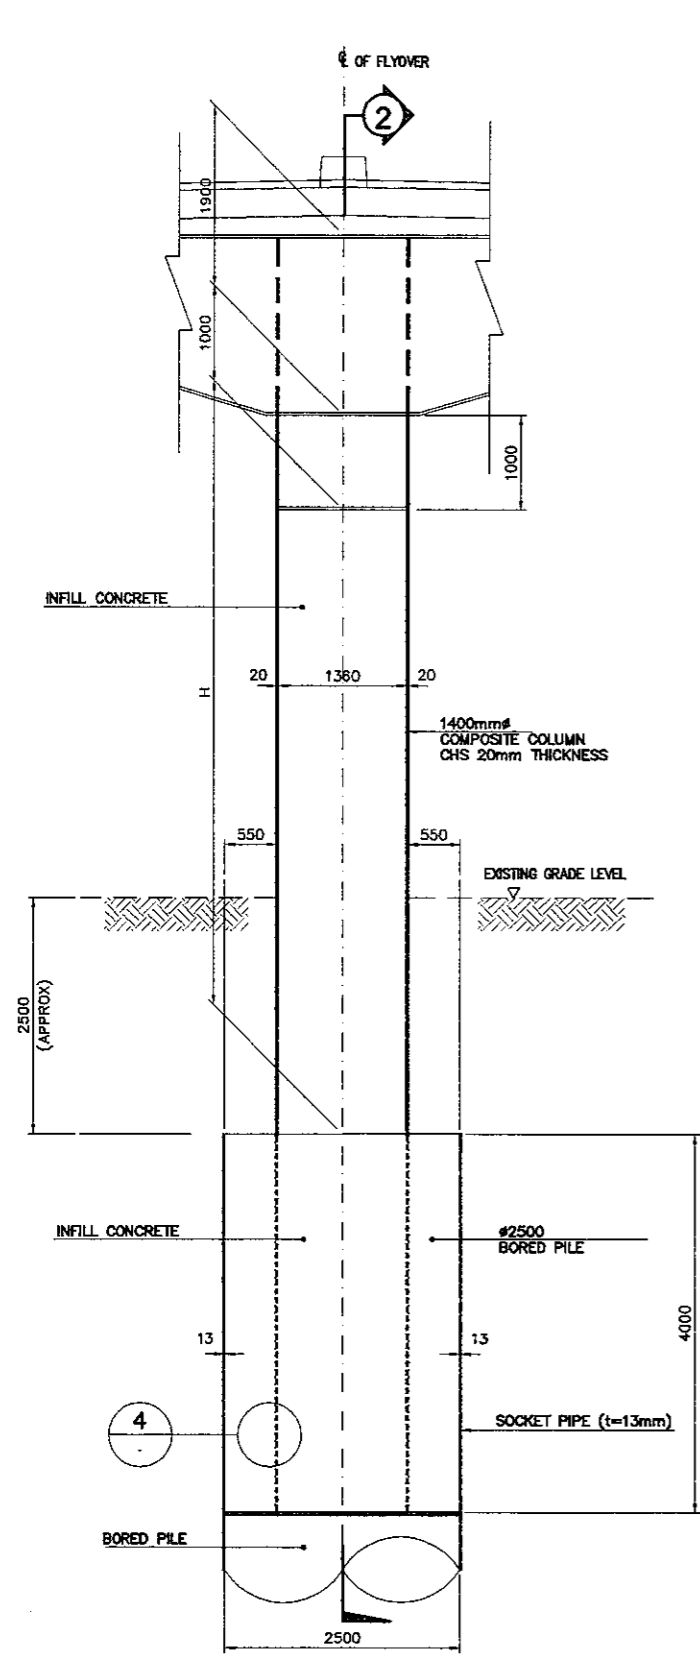 ℄ OF FLYOVER
2
1900
1000
1000
INFILL CONCRETE
20
1360
20
H
1400mmø
COMPOSITE COLUMN
CHS 20mm THICKNESS
550
550
EXISTING GRADE LEVEL
2500
(APPROX)
INFILL CONCRETE
ø2500
BORED PILE
4000
13
13
4
-
SOCKET PIPE (t=13mm)
BORED PILE
2500